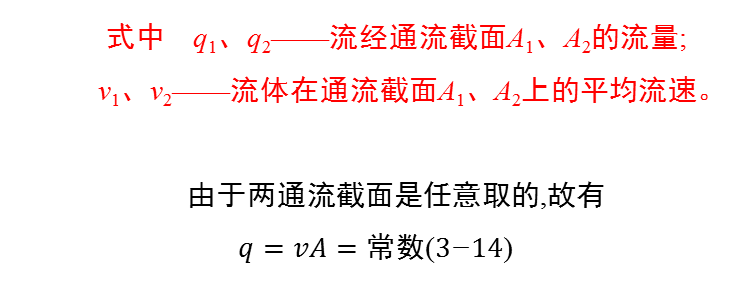 式中 q₁、q₂——流经通流截面A₁、A₂的流量;
v₁、v₂——流体在通流截面A₁、A₂上的平均流速。
由于两通流截面是任意取的,故有
q = vA = 常数(3−14)